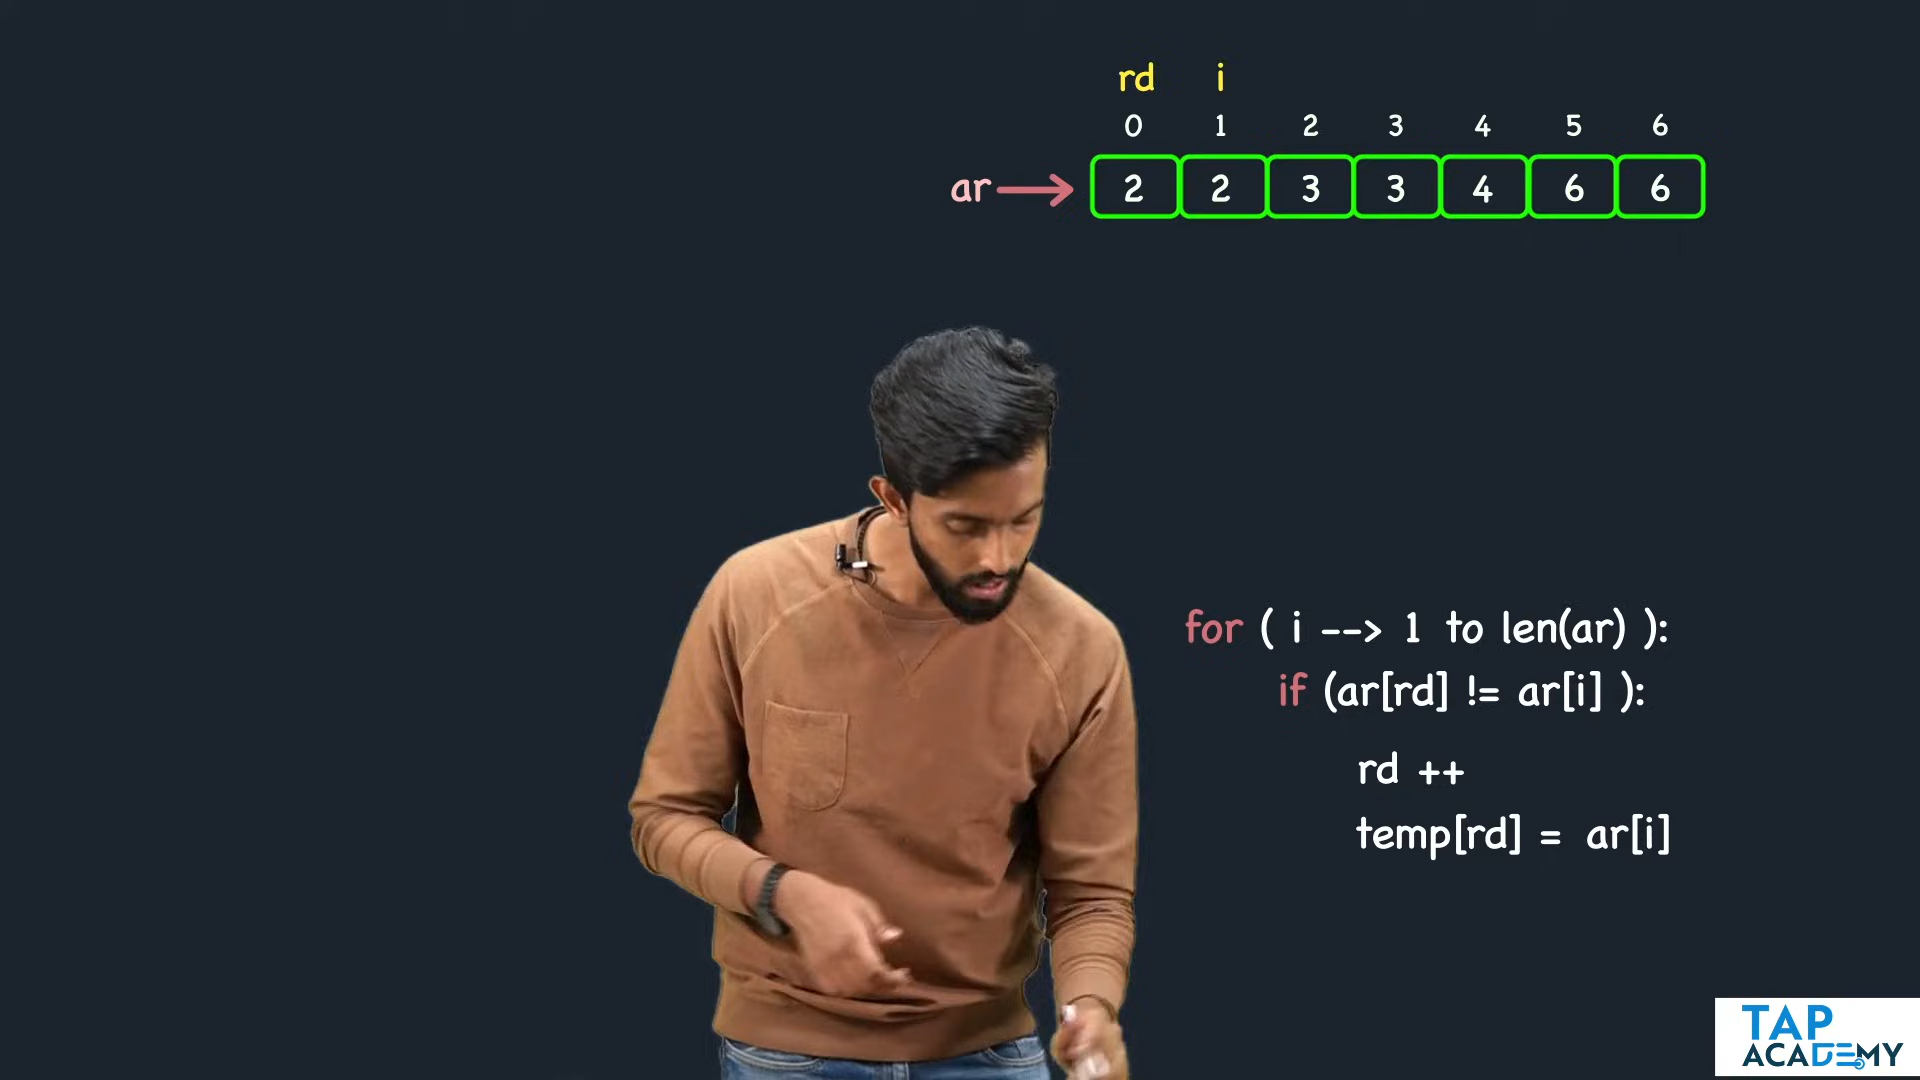 rd i
0 1 2 3 4 5 6
ar 2 2 3 3 4 6 6
for ( i --> 1 to len(ar) ):
if (ar[rd] != ar[i] ):
rd ++
temp[rd] = ar[i]
TAP
ACADEMY